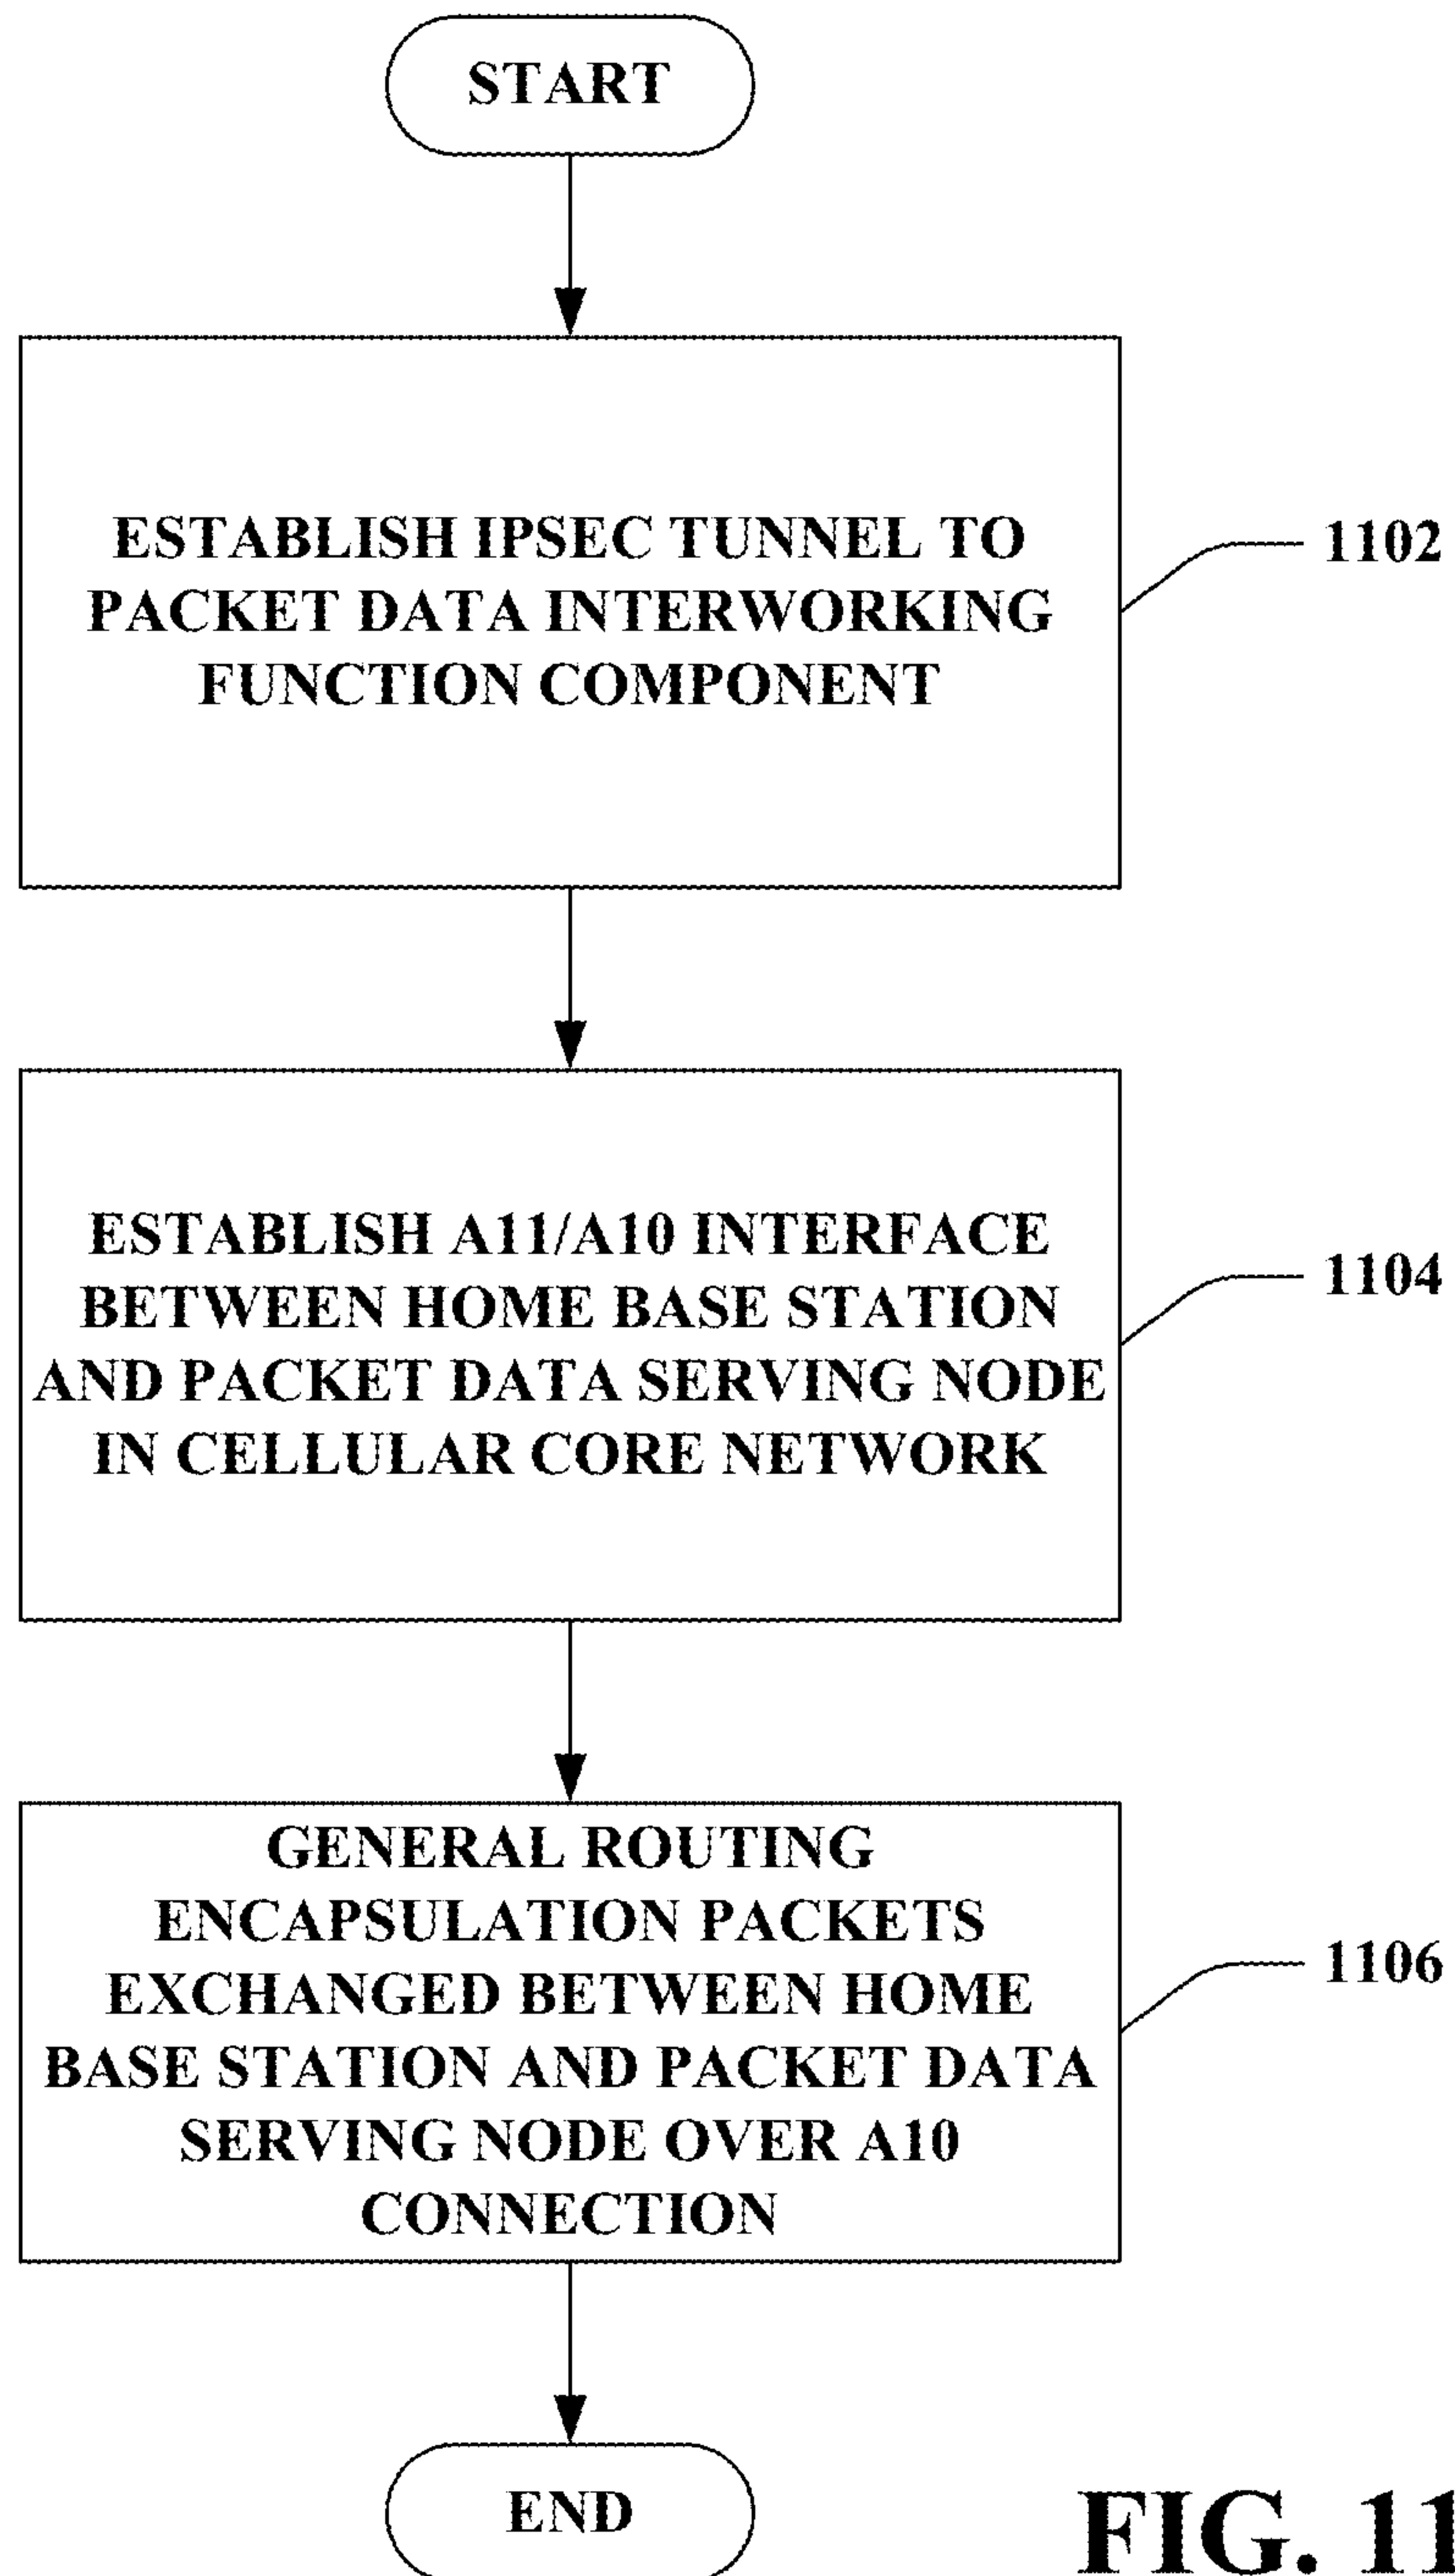 START
ESTABLISH IPSEC TUNNEL TO
PACKET DATA INTERWORKING
FUNCTION COMPONENT
1102
ESTABLISH A11/A10 INTERFACE
BETWEEN HOME BASE STATION
AND PACKET DATA SERVING NODE
IN CELLULAR CORE NETWORK
1104
GENERAL ROUTING
ENCAPSULATION PACKETS
EXCHANGED BETWEEN HOME
BASE STATION AND PACKET DATA
SERVING NODE OVER A10
CONNECTION
1106
END
FIG. 11